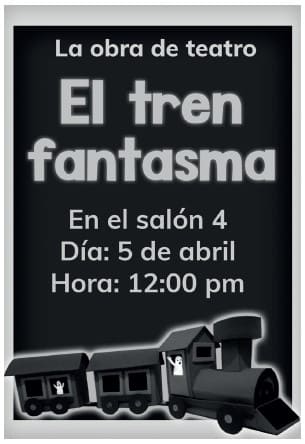 La obra de teatro
El tren
fantasma
En el salón 4
Día: 5 de abril
Hora: 12:00 pm